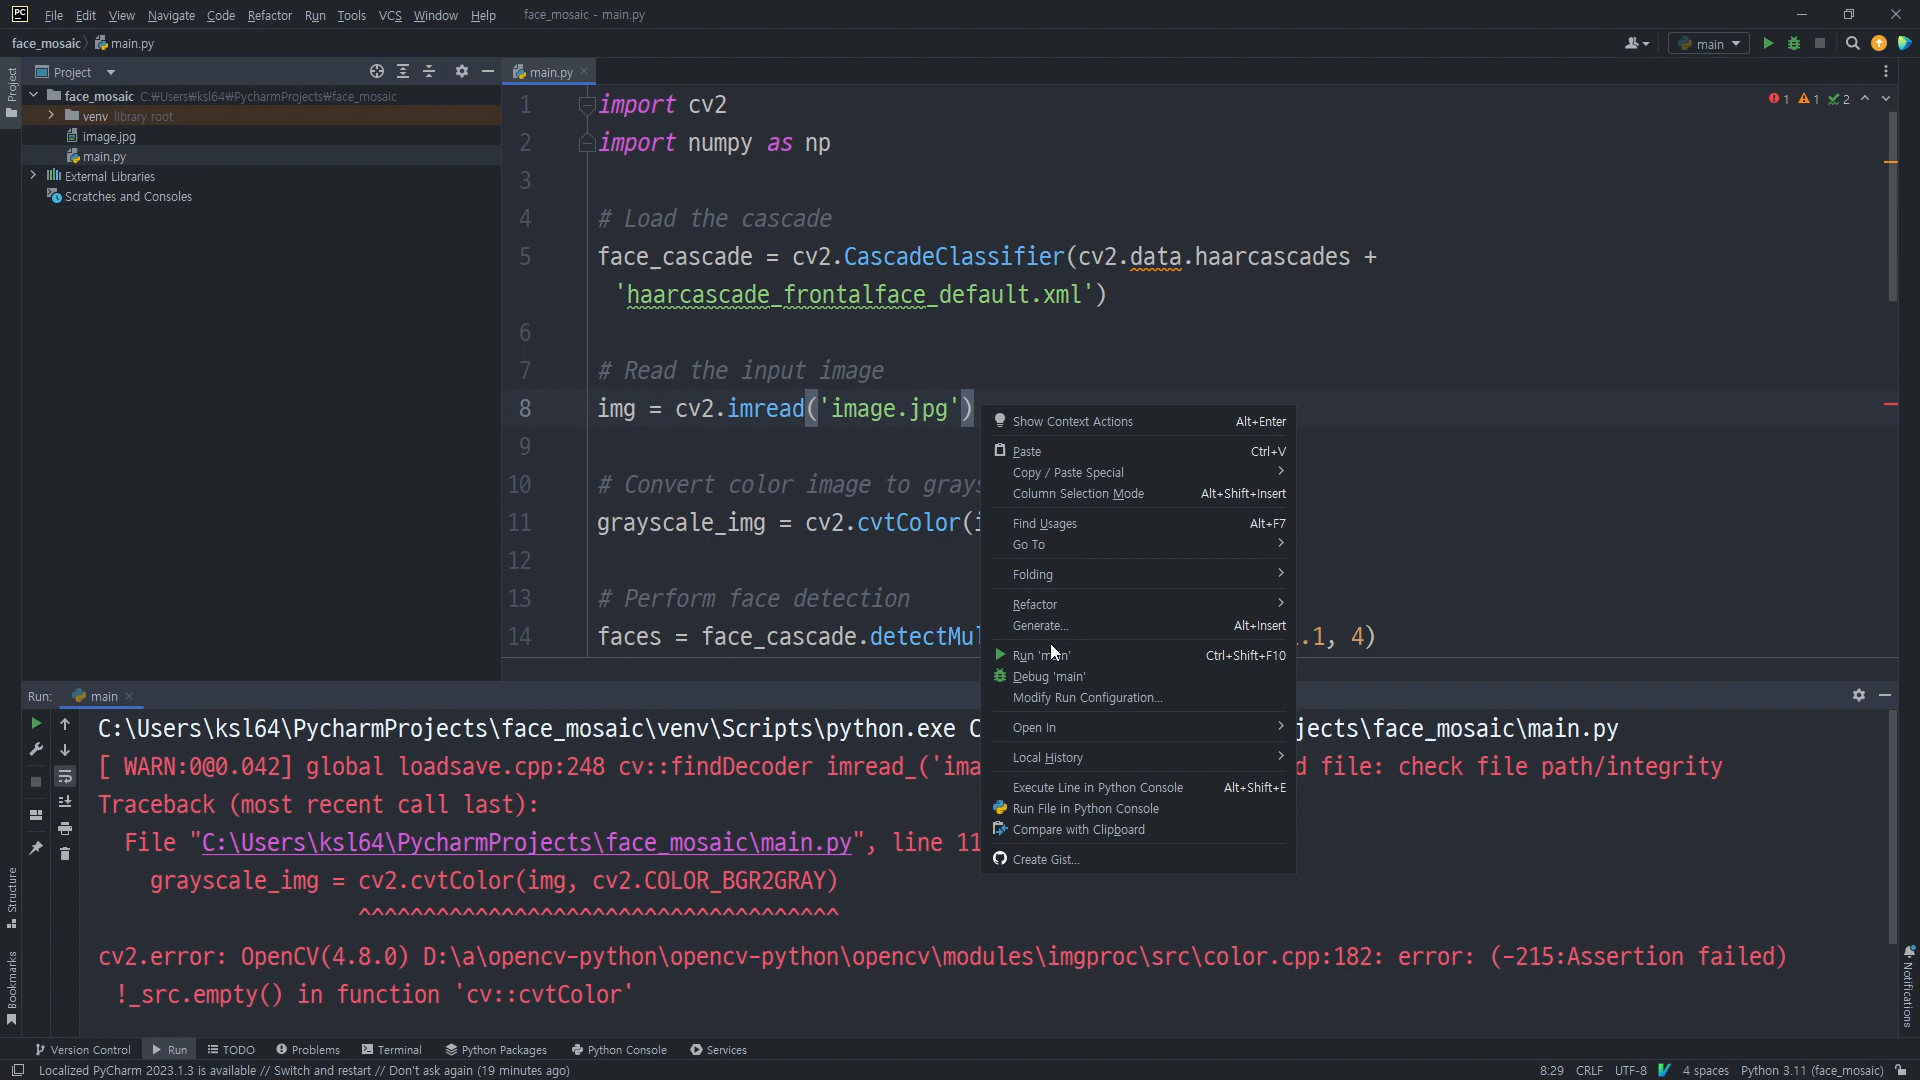 PC File Edit View Navigate Code Refactor Run Tools VCS Window Help face_mosaic - main.py
face_mosaic main.py
main
Project
Project
main.py
face_mosaic C:₩Users₩ksl64₩PycharmProjects₩face_mosaic
venv library root
image.jpg
main.py
External Libraries
Scratches and Consoles
1 1 2
1 import cv2
2 import numpy as np
3
4 # Load the cascade
5 face_cascade = cv2.CascadeClassifier(cv2.data.haarcascades +
'haarcascade_frontalface_default.xml')
6
7 # Read the input image
8 img = cv2.imread('image.jpg')
9
10 # Convert color image to grays
11 grayscale_img = cv2.cvtColor(i
12
13 # Perform face detection
14 faces = face_cascade.detectMul .1, 4)
Show Context Actions Alt+Enter
Paste Ctrl+V
Copy / Paste Special
Column Selection Mode Alt+Shift+Insert
Find Usages Alt+F7
Go To
Folding
Refactor
Generate... Alt+Insert
Run 'main' Ctrl+Shift+F10
Debug 'main'
Modify Run Configuration...
Open In
Local History
Execute Line in Python Console Alt+Shift+E
Run File in Python Console
Compare with Clipboard
Create Gist...
Run: main
C:\Users\ksl64\PycharmProjects\face_mosaic\venv\Scripts\python.exe C jects\face_mosaic\main.py
[ WARN:0@0.042] global loadsave.cpp:248 cv::findDecoder imread_('ima d file: check file path/integrity
Traceback (most recent call last):
File "C:\Users\ksl64\PycharmProjects\face_mosaic\main.py", line 11
grayscale_img = cv2.cvtColor(img, cv2.COLOR_BGR2GRAY)
^^^^^^^^^^^^^^^^^^^^^^^^^^^^^^^^^^^^^
cv2.error: OpenCV(4.8.0) D:\a\opencv-python\opencv-python\opencv\modules\imgproc\src\color.cpp:182: error: (-215:Assertion failed)
!_src.empty() in function 'cv::cvtColor'
Structure
Bookmarks
Notifications
Version Control Run TODO Problems Terminal Python Packages Python Console Services
Localized PyCharm 2023.1.3 is available // Switch and restart // Don't ask again (19 minutes ago) 8:29 CRLF UTF-8 4 spaces Python 3.11 (face_mosaic)